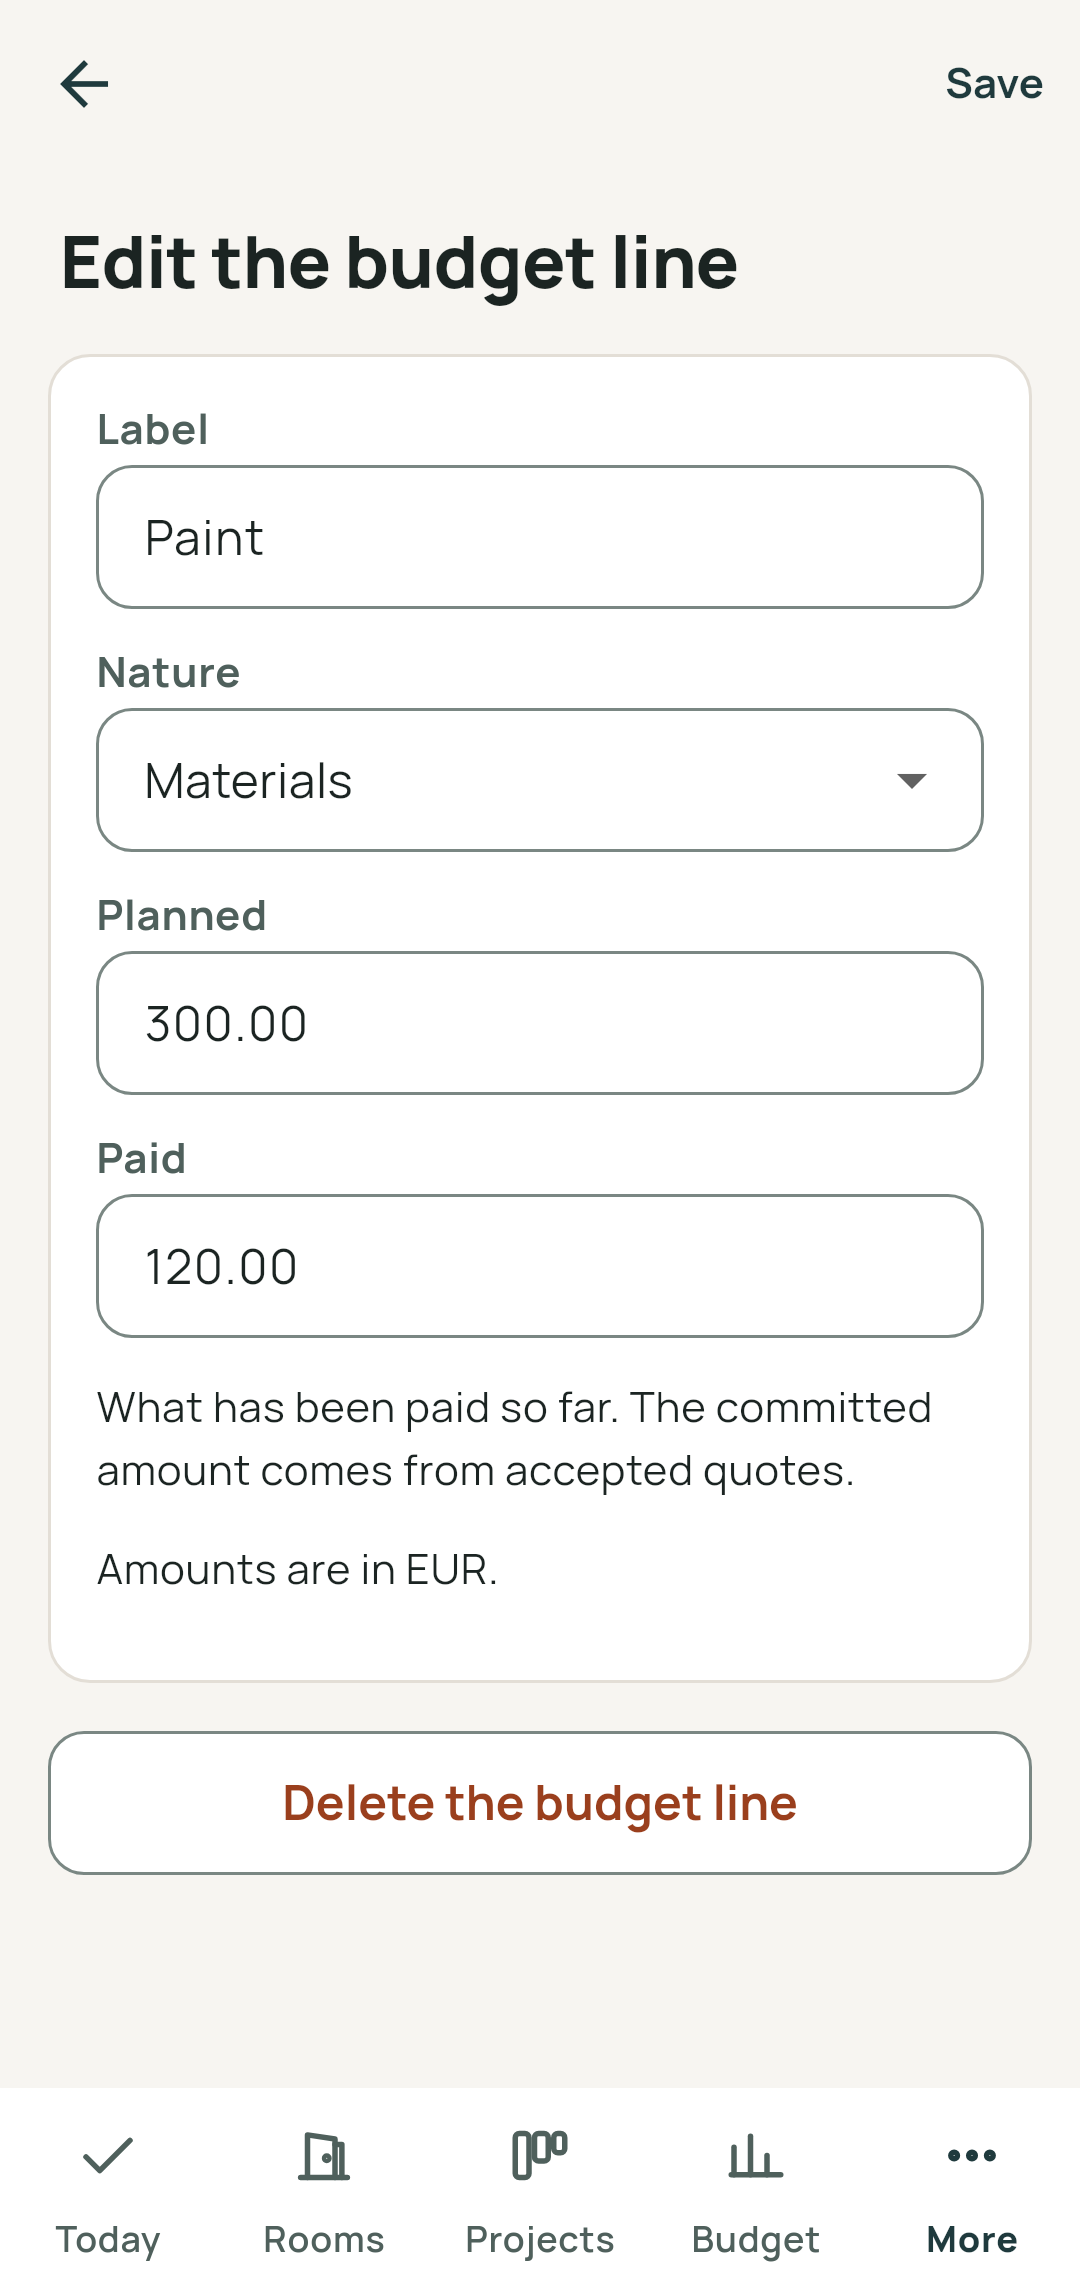 Save
Edit the budget line
Label
Paint
Nature
Materials
Planned
300.00
Paid
120.00
What has been paid so far. The committed
amount comes from accepted quotes.
Amounts are in EUR.
Delete the budget line
Today
Rooms
Projects
Budget
More